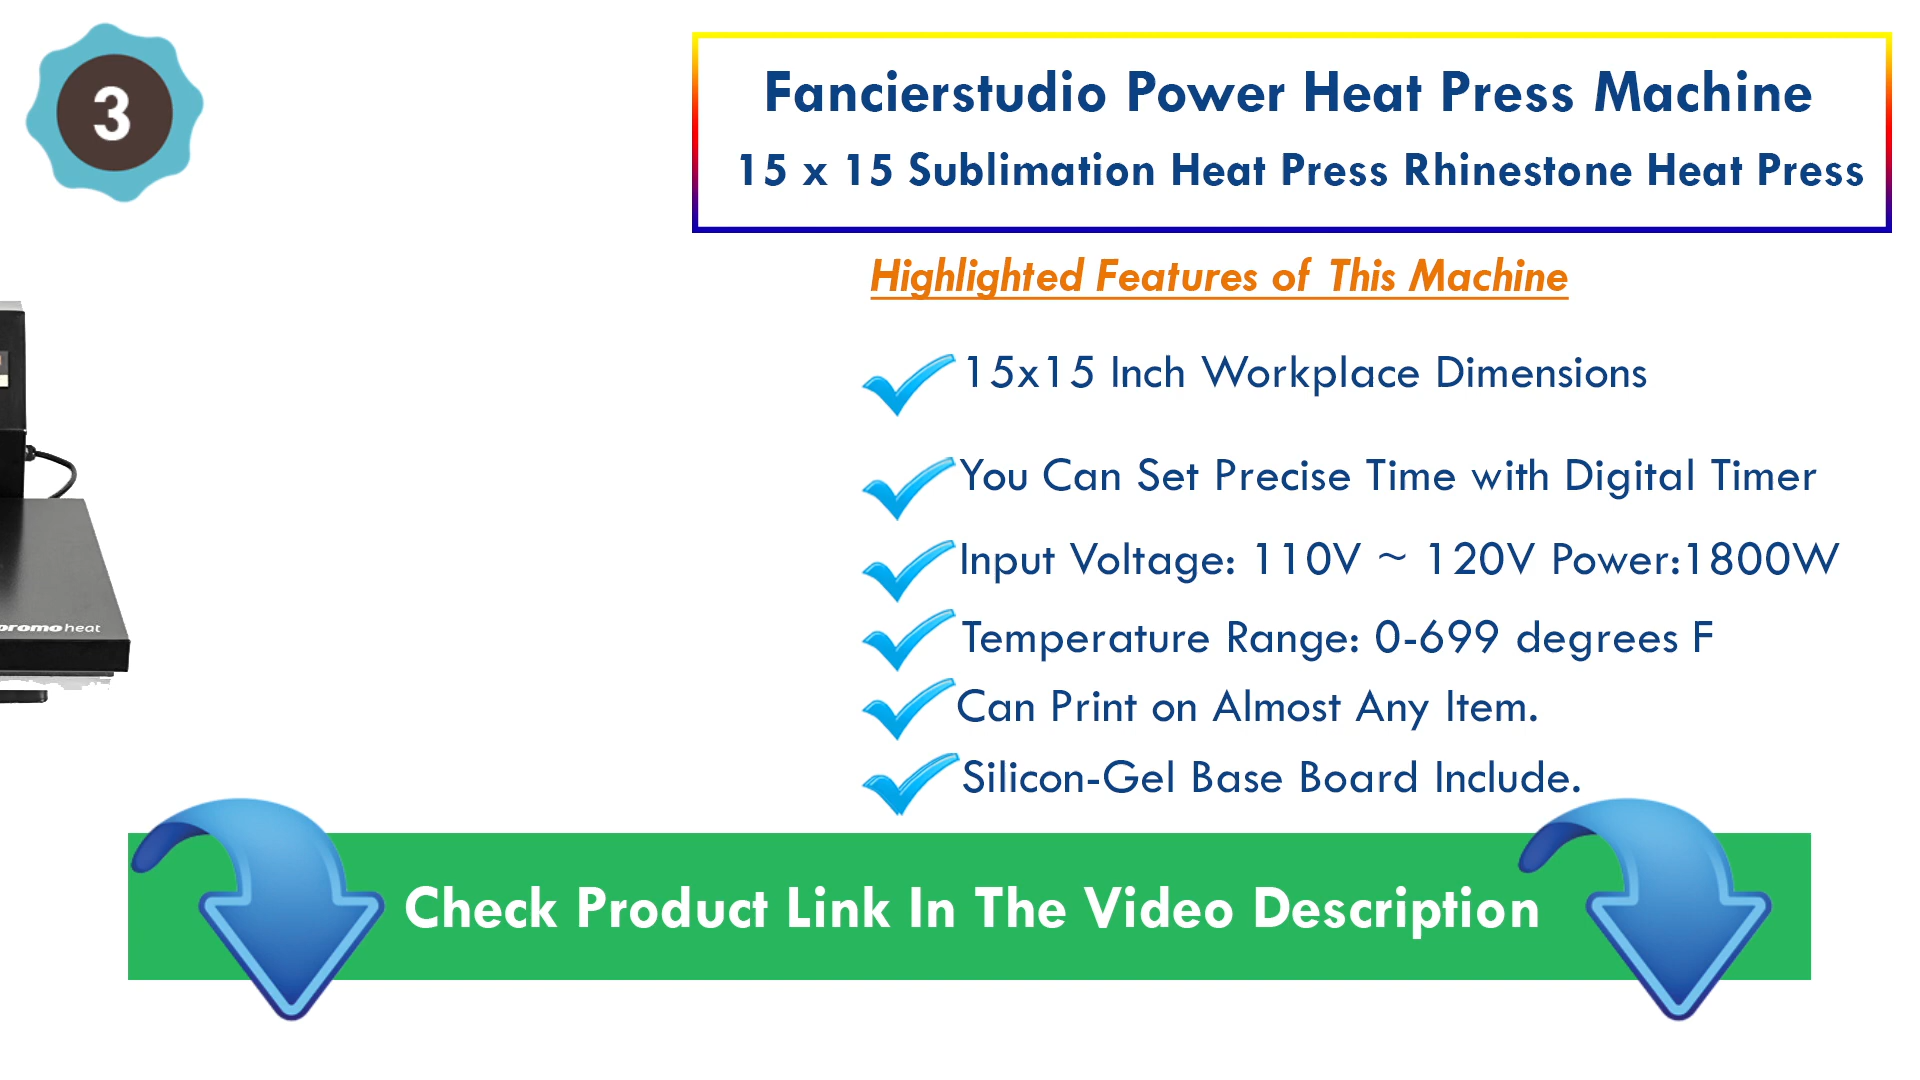 3
Fancierstudio Power Heat Press Machine
15 x 15 Sublimation Heat Press Rhinestone Heat Press
Highlighted Features of This Machine
15x15 Inch Workplace Dimensions
You Can Set Precise Time with Digital Timer
Input Voltage: 110V ~ 120V Power:1800W
Temperature Range: 0-699 degrees F
promo heat
Can Print on Almost Any Item.
Silicon-Gel Base Board Include.
Check Product Link In The Video Description